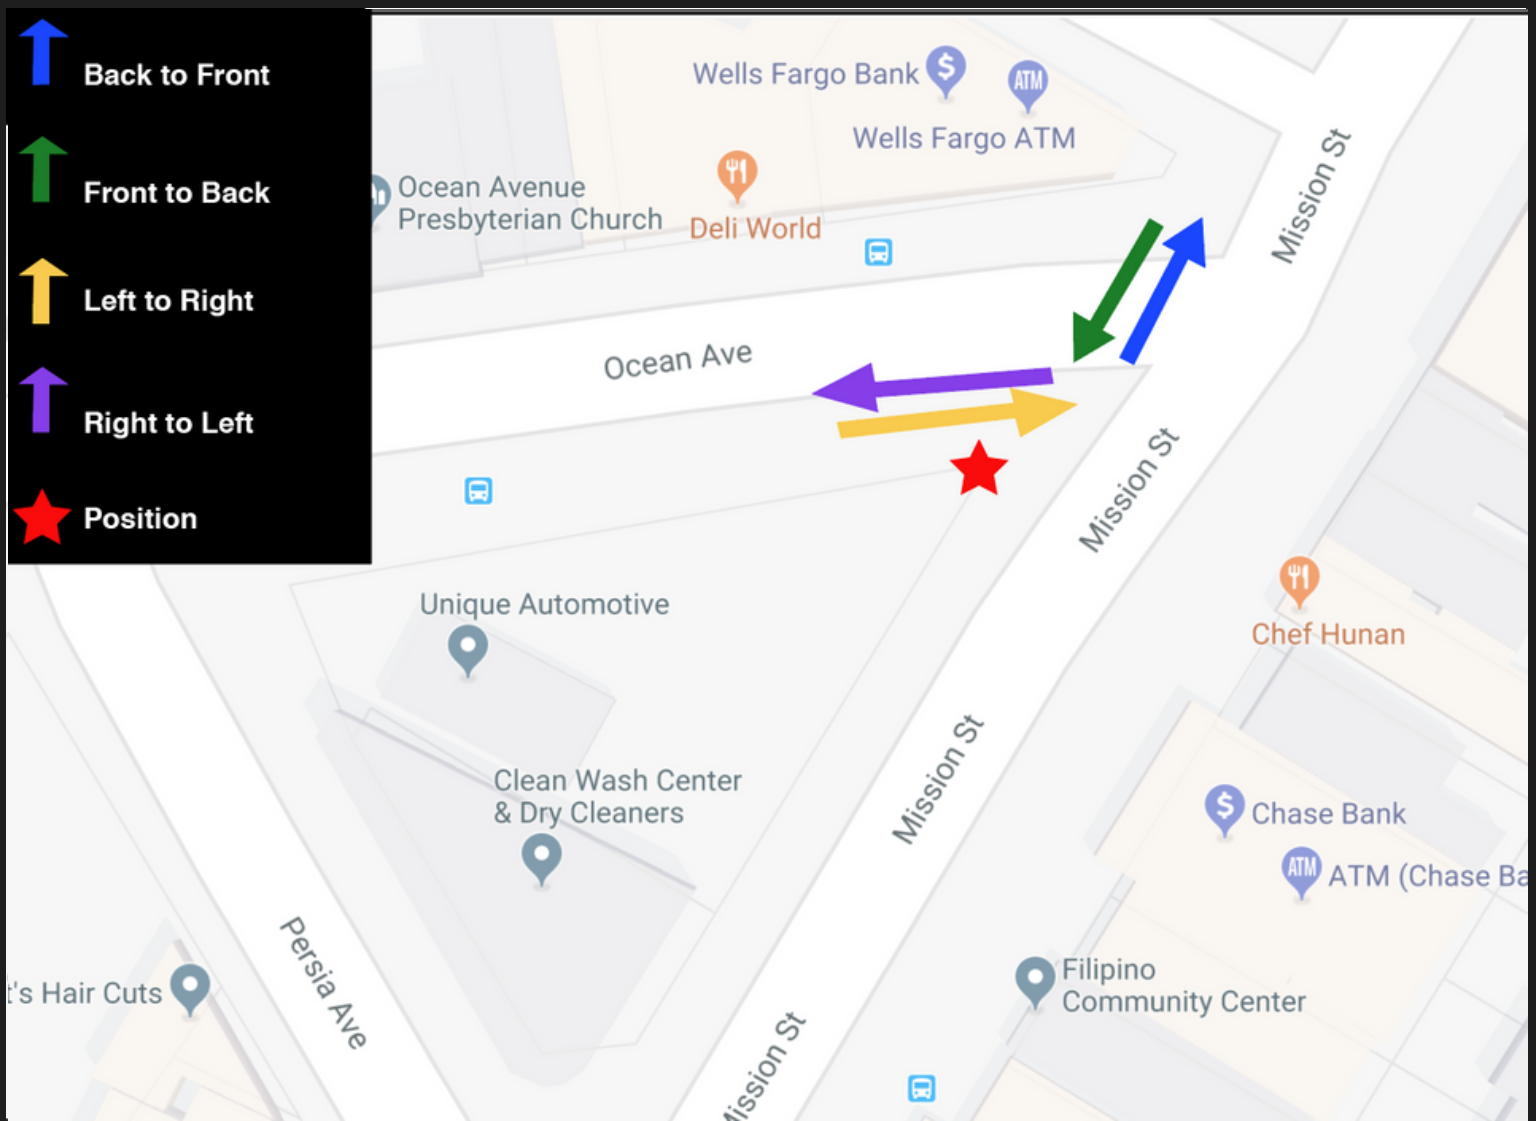 Back to Front
Front to Back
Left to Right
Right to Left
Position
Wells Fargo Bank
$
ATM
Wells Fargo ATM
Mission St
Ocean Avenue
Presbyterian Church
Deli World
Ocean Ave
Mission St
Unique Automotive
Chef Hunan
Clean Wash Center
& Dry Cleaners
Mission St
$
Chase Bank
ATM
ATM (Chase Ba
Persia Ave
Filipino
Community Center
t's Hair Cuts
Mission St